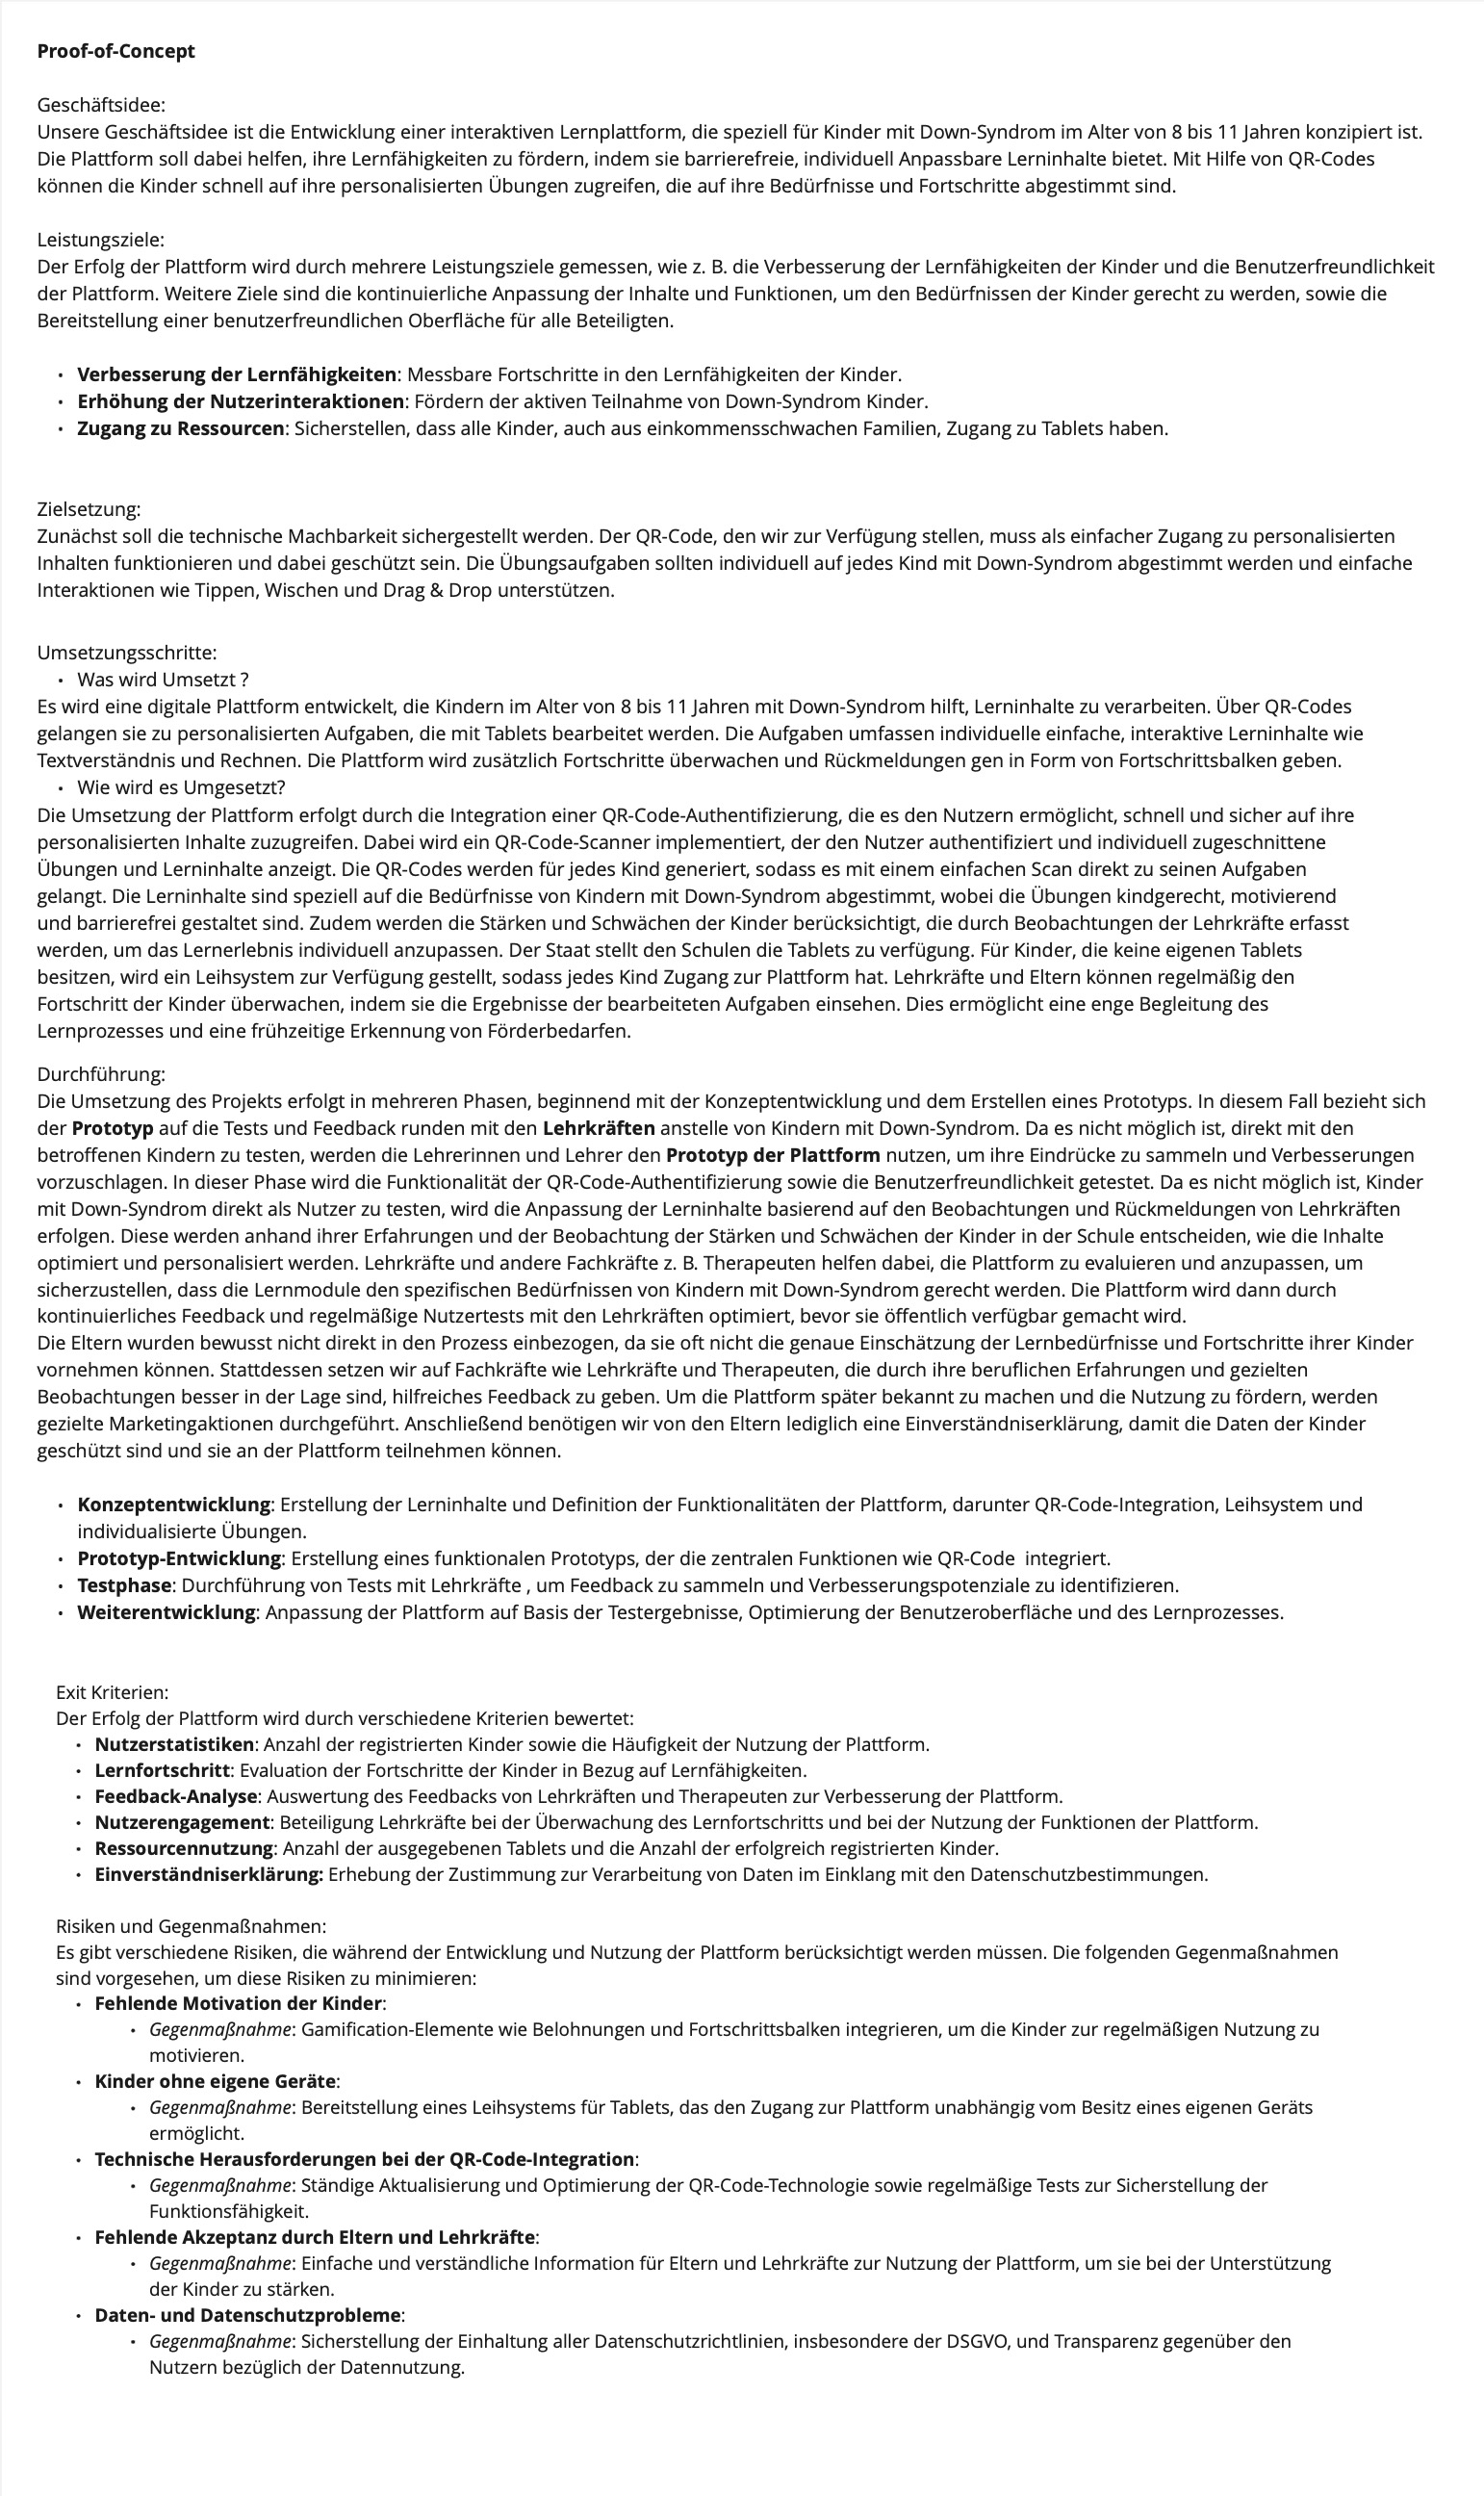 Proof-of-Concept
Geschäftsidee:
Unsere Geschäftsidee ist die Entwicklung einer interaktiven Lernplattform, die speziell für Kinder mit Down-Syndrom im Alter von 8 bis 11 Jahren konzipiert ist.
Die Plattform soll dabei helfen, ihre Lernfähigkeiten zu fördern, indem sie barrierefreie, individuell Anpassbare Lerninhalte bietet. Mit Hilfe von QR-Codes
können die Kinder schnell auf ihre personalisierten Übungen zugreifen, die auf ihre Bedürfnisse und Fortschritte abgestimmt sind.
Leistungsziele:
Der Erfolg der Plattform wird durch mehrere Leistungsziele gemessen, wie z. B. die Verbesserung der Lernfähigkeiten der Kinder und die Benutzerfreundlichkeit
der Plattform. Weitere Ziele sind die kontinuierliche Anpassung der Inhalte und Funktionen, um den Bedürfnissen der Kinder gerecht zu werden, sowie die
Bereitstellung einer benutzerfreundlichen Oberfläche für alle Beteiligten.
• Verbesserung der Lernfähigkeiten: Messbare Fortschritte in den Lernfähigkeiten der Kinder.
• Erhöhung der Nutzerinteraktionen: Fördern der aktiven Teilnahme von Down-Syndrom Kinder.
• Zugang zu Ressourcen: Sicherstellen, dass alle Kinder, auch aus einkommensschwachen Familien, Zugang zu Tablets haben.
Zielsetzung:
Zunächst soll die technische Machbarkeit sichergestellt werden. Der QR-Code, den wir zur Verfügung stellen, muss als einfacher Zugang zu personalisierten
Inhalten funktionieren und dabei geschützt sein. Die Übungsaufgaben sollten individuell auf jedes Kind mit Down-Syndrom abgestimmt werden und einfache
Interaktionen wie Tippen, Wischen und Drag & Drop unterstützen.
Umsetzungsschritte:
• Was wird Umsetzt ?
Es wird eine digitale Plattform entwickelt, die Kindern im Alter von 8 bis 11 Jahren mit Down-Syndrom hilft, Lerninhalte zu verarbeiten. Über QR-Codes
gelangen sie zu personalisierten Aufgaben, die mit Tablets bearbeitet werden. Die Aufgaben umfassen individuelle einfache, interaktive Lerninhalte wie
Textverständnis und Rechnen. Die Plattform wird zusätzlich Fortschritte überwachen und Rückmeldungen gen in Form von Fortschrittsbalken geben.
• Wie wird es Umgesetzt?
Die Umsetzung der Plattform erfolgt durch die Integration einer QR-Code-Authentifizierung, die es den Nutzern ermöglicht, schnell und sicher auf ihre
personalisierten Inhalte zuzugreifen. Dabei wird ein QR-Code-Scanner implementiert, der den Nutzer authentifiziert und individuell zugeschnittene
Übungen und Lerninhalte anzeigt. Die QR-Codes werden für jedes Kind generiert, sodass es mit einem einfachen Scan direkt zu seinen Aufgaben
gelangt. Die Lerninhalte sind speziell auf die Bedürfnisse von Kindern mit Down-Syndrom abgestimmt, wobei die Übungen kindgerecht, motivierend
und barrierefrei gestaltet sind. Zudem werden die Stärken und Schwächen der Kinder berücksichtigt, die durch Beobachtungen der Lehrkräfte erfasst
werden, um das Lernerlebnis individuell anzupassen. Der Staat stellt den Schulen die Tablets zu verfügung. Für Kinder, die keine eigenen Tablets
besitzen, wird ein Leihsystem zur Verfügung gestellt, sodass jedes Kind Zugang zur Plattform hat. Lehrkräfte und Eltern können regelmäßig den
Fortschritt der Kinder überwachen, indem sie die Ergebnisse der bearbeiteten Aufgaben einsehen. Dies ermöglicht eine enge Begleitung des
Lernprozesses und eine frühzeitige Erkennung von Förderbedarfen.
Durchführung:
Die Umsetzung des Projekts erfolgt in mehreren Phasen, beginnend mit der Konzeptentwicklung und dem Erstellen eines Prototyps. In diesem Fall bezieht sich
der Prototyp auf die Tests und Feedback runden mit den Lehrkräften anstelle von Kindern mit Down-Syndrom. Da es nicht möglich ist, direkt mit den
betroffenen Kindern zu testen, werden die Lehrerinnen und Lehrer den Prototyp der Plattform nutzen, um ihre Eindrücke zu sammeln und Verbesserungen
vorzuschlagen. In dieser Phase wird die Funktionalität der QR-Code-Authentifizierung sowie die Benutzerfreundlichkeit getestet. Da es nicht möglich ist, Kinder
mit Down-Syndrom direkt als Nutzer zu testen, wird die Anpassung der Lerninhalte basierend auf den Beobachtungen und Rückmeldungen von Lehrkräften
erfolgen. Diese werden anhand ihrer Erfahrungen und der Beobachtung der Stärken und Schwächen der Kinder in der Schule entscheiden, wie die Inhalte
optimiert und personalisiert werden. Lehrkräfte und andere Fachkräfte z. B. Therapeuten helfen dabei, die Plattform zu evaluieren und anzupassen, um
sicherzustellen, dass die Lernmodule den spezifischen Bedürfnissen von Kindern mit Down-Syndrom gerecht werden. Die Plattform wird dann durch
kontinuierliches Feedback und regelmäßige Nutzertests mit den Lehrkräften optimiert, bevor sie öffentlich verfügbar gemacht wird.
Die Eltern wurden bewusst nicht direkt in den Prozess einbezogen, da sie oft nicht die genaue Einschätzung der Lernbedürfnisse und Fortschritte ihrer Kinder
vornehmen können. Stattdessen setzen wir auf Fachkräfte wie Lehrkräfte und Therapeuten, die durch ihre beruflichen Erfahrungen und gezielten
Beobachtungen besser in der Lage sind, hilfreiches Feedback zu geben. Um die Plattform später bekannt zu machen und die Nutzung zu fördern, werden
gezielte Marketingaktionen durchgeführt. Anschließend benötigen wir von den Eltern lediglich eine Einverständniserklärung, damit die Daten der Kinder
geschützt sind und sie an der Plattform teilnehmen können.
• Konzeptentwicklung: Erstellung der Lerninhalte und Definition der Funktionalitäten der Plattform, darunter QR-Code-Integration, Leihsystem und
individualisierte Übungen.
• Prototyp-Entwicklung: Erstellung eines funktionalen Prototyps, der die zentralen Funktionen wie QR-Code  integriert.
• Testphase: Durchführung von Tests mit Lehrkräfte , um Feedback zu sammeln und Verbesserungspotenziale zu identifizieren.
• Weiterentwicklung: Anpassung der Plattform auf Basis der Testergebnisse, Optimierung der Benutzeroberfläche und des Lernprozesses.
Exit Kriterien:
Der Erfolg der Plattform wird durch verschiedene Kriterien bewertet:
• Nutzerstatistiken: Anzahl der registrierten Kinder sowie die Häufigkeit der Nutzung der Plattform.
• Lernfortschritt: Evaluation der Fortschritte der Kinder in Bezug auf Lernfähigkeiten.
• Feedback-Analyse: Auswertung des Feedbacks von Lehrkräften und Therapeuten zur Verbesserung der Plattform.
• Nutzerengagement: Beteiligung Lehrkräfte bei der Überwachung des Lernfortschritts und bei der Nutzung der Funktionen der Plattform.
• Ressourcennutzung: Anzahl der ausgegebenen Tablets und die Anzahl der erfolgreich registrierten Kinder.
• Einverständniserklärung: Erhebung der Zustimmung zur Verarbeitung von Daten im Einklang mit den Datenschutzbestimmungen.
Risiken und Gegenmaßnahmen:
Es gibt verschiedene Risiken, die während der Entwicklung und Nutzung der Plattform berücksichtigt werden müssen. Die folgenden Gegenmaßnahmen
sind vorgesehen, um diese Risiken zu minimieren:
• Fehlende Motivation der Kinder:
• Gegenmaßnahme: Gamification-Elemente wie Belohnungen und Fortschrittsbalken integrieren, um die Kinder zur regelmäßigen Nutzung zu
motivieren.
• Kinder ohne eigene Geräte:
• Gegenmaßnahme: Bereitstellung eines Leihsystems für Tablets, das den Zugang zur Plattform unabhängig vom Besitz eines eigenen Geräts
ermöglicht.
• Technische Herausforderungen bei der QR-Code-Integration:
• Gegenmaßnahme: Ständige Aktualisierung und Optimierung der QR-Code-Technologie sowie regelmäßige Tests zur Sicherstellung der
Funktionsfähigkeit.
• Fehlende Akzeptanz durch Eltern und Lehrkräfte:
• Gegenmaßnahme: Einfache und verständliche Information für Eltern und Lehrkräfte zur Nutzung der Plattform, um sie bei der Unterstützung
der Kinder zu stärken.
• Daten- und Datenschutzprobleme:
• Gegenmaßnahme: Sicherstellung der Einhaltung aller Datenschutzrichtlinien, insbesondere der DSGVO, und Transparenz gegenüber den
Nutzern bezüglich der Datennutzung.